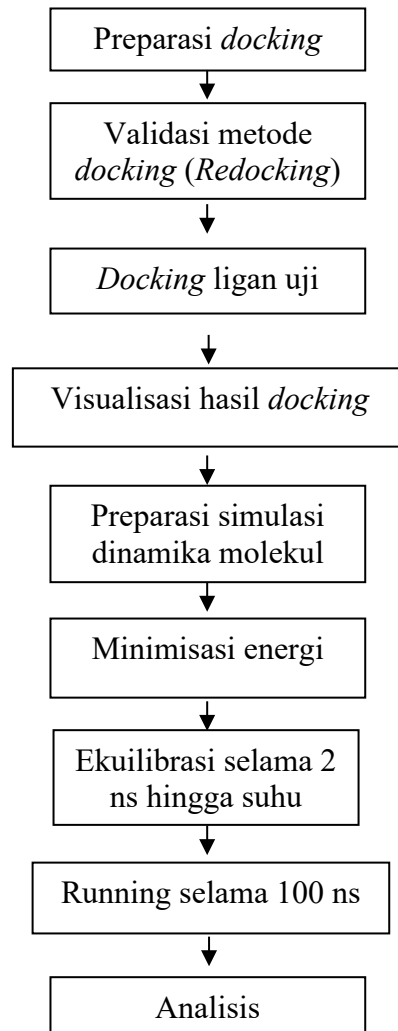 Preparasi docking
Validasi metode
docking (Redocking)
Docking ligan uji
Visualisasi hasil docking
Preparasi simulasi
dinamika molekul
Minimisasi energi
Ekuilibrasi selama 2
ns hingga suhu
Running selama 100 ns
Analisis